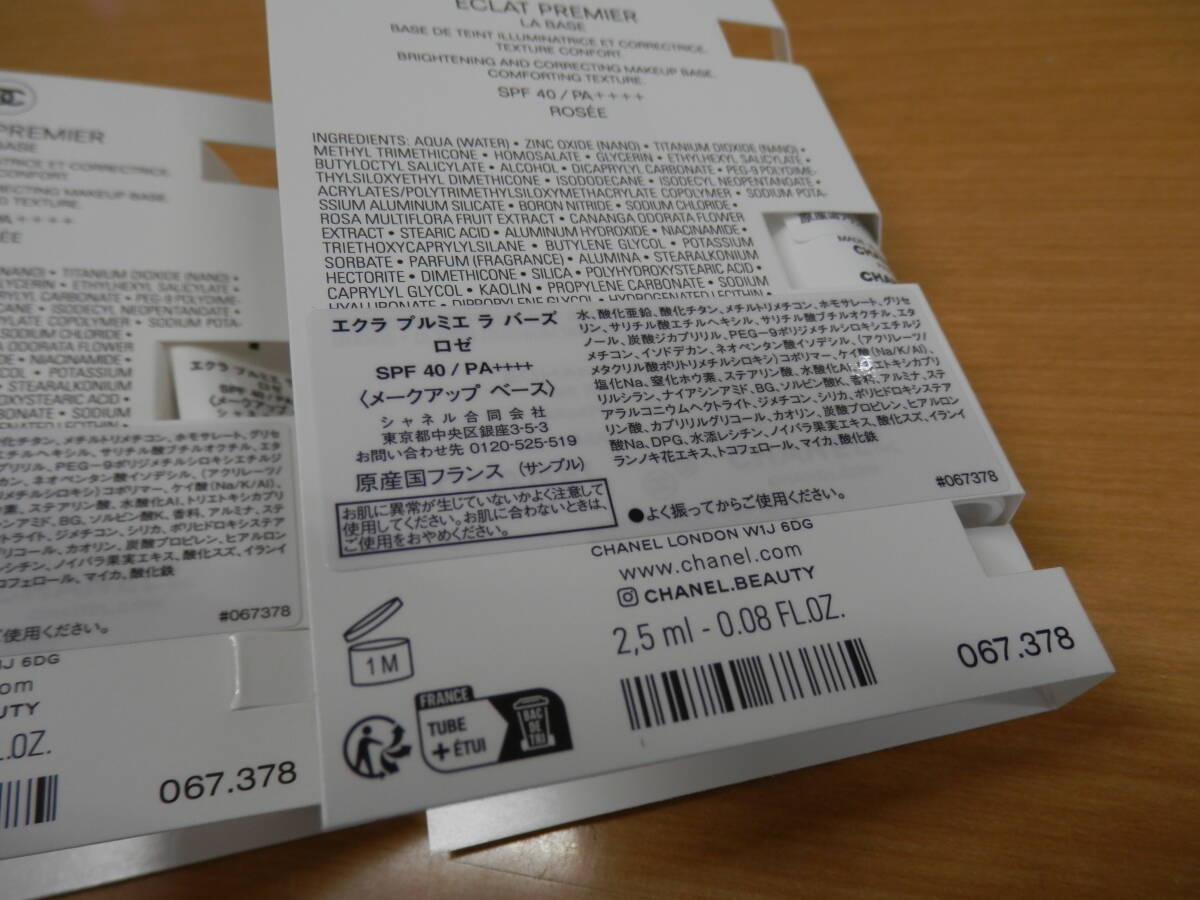 ECLAT PREMIER
LA BASE
BASE DE TEINT ILLUMINATRICE ET CORRECTRICE.
TEXTURE CONFORT.
BRIGHTENING AND CORRECTING MAKEUP BASE.
COMFORTING TEXTURE.
SPF 40 / PA++++
ROSÉE
INGREDIENTS: AQUA (WATER) • ZINC OXIDE (NANO) • TITANIUM DIOXIDE (NANO) •
METHYL TRIMETHICONE • HOMOSALATE • GLYCERIN • ETHYLHEXYL SALICYLATE •
BUTYLOCTYL SALICYLATE • ALCOHOL • DICAPRYLYL CARBONATE • PEG-9 POLYDIME-
THYLSILOXYETHYL DIMETHICONE • ISODODECANE • ISODECYL NEOPENTANOATE •
ACRYLATES/POLYTRIMETHYLSILOXYMETHACRYLATE COPOLYMER • SODIUM POTA-
SSIUM ALUMINUM SILICATE • BORON NITRIDE • SODIUM CHLORIDE •
ROSA MULTIFLORA FRUIT EXTRACT • CANANGA ODORATA FLOWER
EXTRACT • STEARIC ACID • ALUMINUM HYDROXIDE • NIACINAMIDE •
TRIETHOXYCAPRYLYLSILANE • BUTYLENE GLYCOL • POTASSIUM
SORBATE • PARFUM (FRAGRANCE) • ALUMINA • STEARALKONIUM
HECTORITE • DIMETHICONE • SILICA • POLYHYDROXYSTEARIC ACID •
CAPRYLYL GLYCOL • KAOLIN • PROPYLENE CARBONATE • SODIUM
HYALURONATE • DIPROPYLENE GLYCOL • HYDROGENATED LECITHIN •
エクラ プルミエ ラ バーズ
ロゼ
SPF 40 / PA++++
〈メークアップ ベース〉
シャネル合同会社
東京都中央区銀座3-5-3
お問い合わせ先 0120-525-519
原産国フランス (サンプル)
お肌に異常が生じていないかよく注意して
使用してください。お肌に合わないときは、
ご使用をおやめください。
水、酸化亜鉛、酸化チタン、メチルトリメチコン、ホモサレート、グリセ
リン、サリチル酸エチルヘキシル、サリチル酸ブチルオクチル、エタ
ノール、炭酸ジカプリリル、PEG-9ポリジメチルシロキシエチルジ
メチコン、イソドデカン、ネオペンタン酸イソデシル、(アクリレーツ/
メタクリル酸ポリトリメチルシロキシ)コポリマー、ケイ酸(Na/K/Al)、
塩化Na、窒化ホウ素、ステアリン酸、水酸化Al、トリエトキシカプリ
リルシラン、ナイアシンアミド、BG、ソルビン酸K、香料、アルミナ、ステ
アラルコニウムヘクトライト、ジメチコン、シリカ、ポリヒドロキシステア
リン酸、カプリリルグリコール、カオリン、炭酸プロピレン、ヒアルロン
酸Na、DPG、水添レシチン、ノイバラ果実エキス、酸化スズ、イランイ
ランノキ花エキス、トコフェロール、マイカ、酸化鉄
#067378
●よく振ってからご使用ください。
CHANEL LONDON W1J 6DG
www.chanel.com
CHANEL.BEAUTY
2,5 ml - 0.08 FL.OZ.
067.378
1M
FRANCE
TUBE
+ ÉTUI
BAC
DE
TRI
PREMIER
BASE
SPF 40 / PA
#067378
067.378